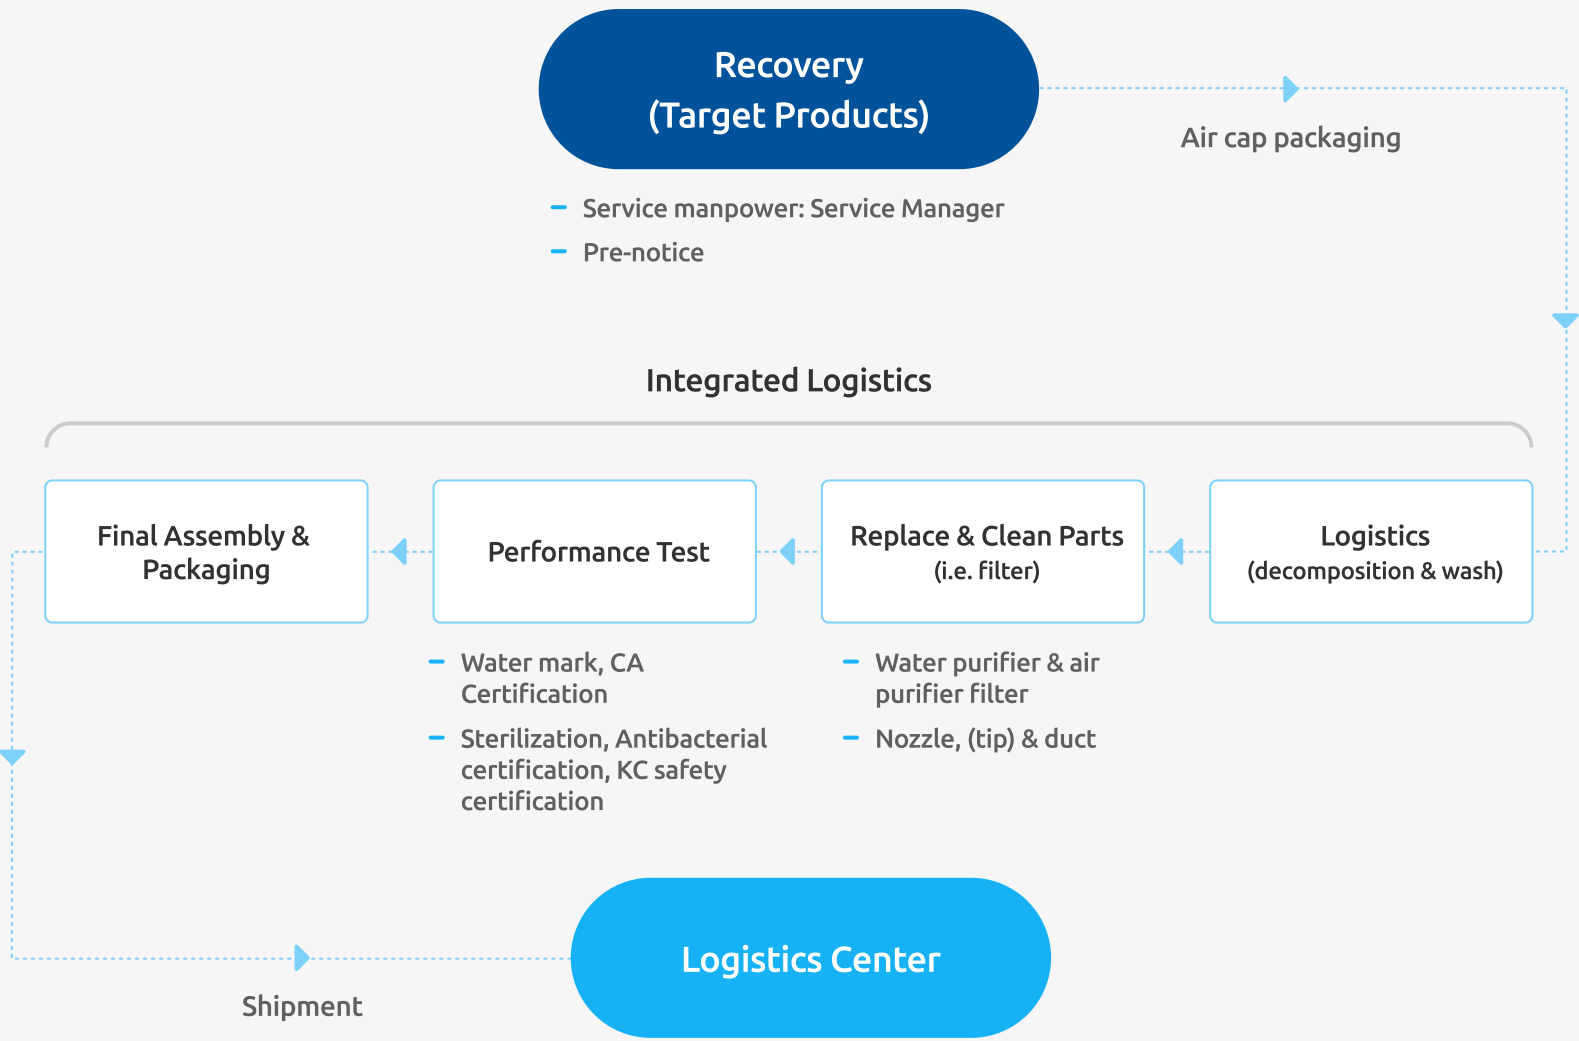 Recovery
(Target Products)
Air cap packaging
Service manpower: Service Manager
Pre-notice
Integrated Logistics
Final Assembly &
Packaging
Performance Test
Replace & Clean Parts
(i.e. filter)
Logistics
(decomposition & wash)
Water mark, CA
Certification
Sterilization, Antibacterial
certification, KC safety
certification
Water purifier & air
purifier filter
Nozzle, (tip) & duct
Logistics Center
Shipment